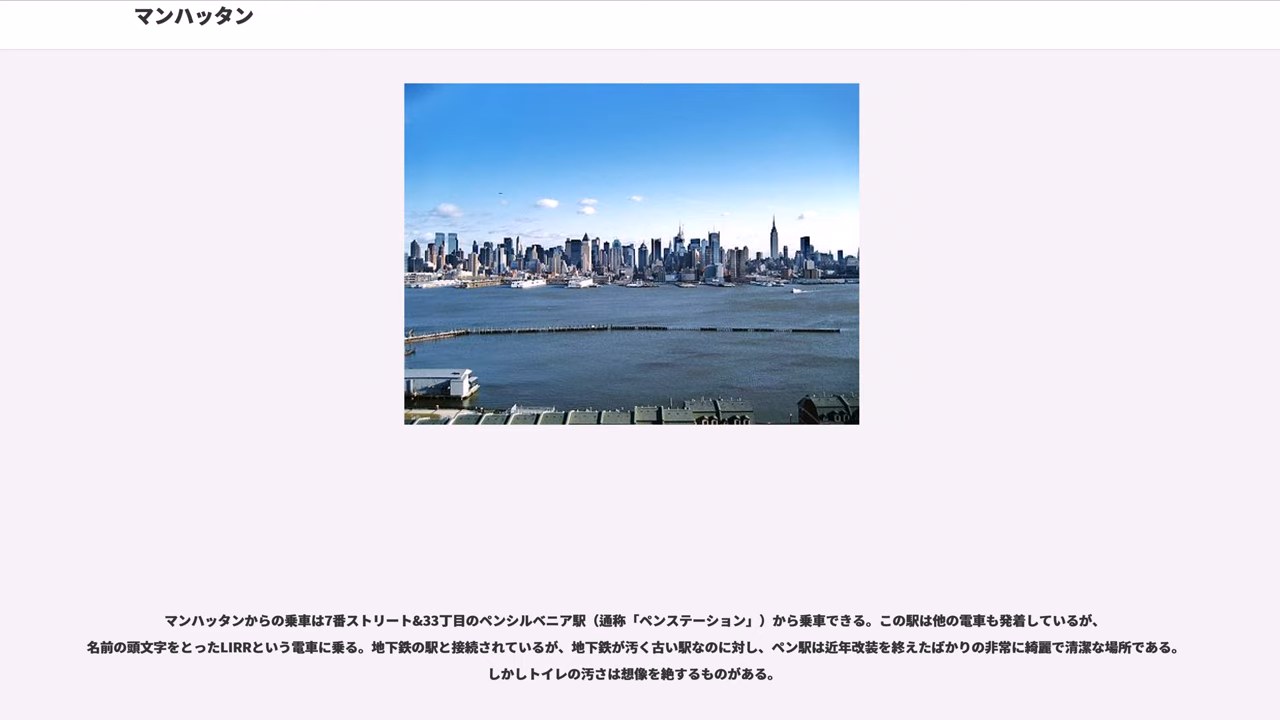 マンハッタン
マンハッタンからの乗車は7番ストリート&33丁目のペンシルベニア駅（通称「ペンステーション」）から乗車できる。この駅は他の電車も発着しているが、
名前の頭文字をとったLIRRという電車に乗る。地下鉄の駅と接続されているが、地下鉄が汚く古い駅なのに対し、ペン駅は近年改装を終えたばかりの非常に綺麗で清潔な場所である。
しかしトイレの汚さは想像を絶するものがある。